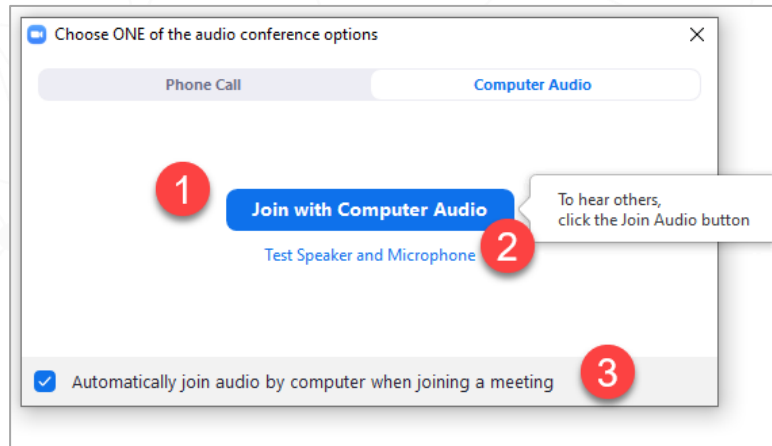 Choose ONE of the audio conference options
Phone Call
Computer Audio
1
Join with Computer Audio
To hear others,
click the Join Audio button
Test Speaker and Microphone
2
Automatically join audio by computer when joining a meeting
3